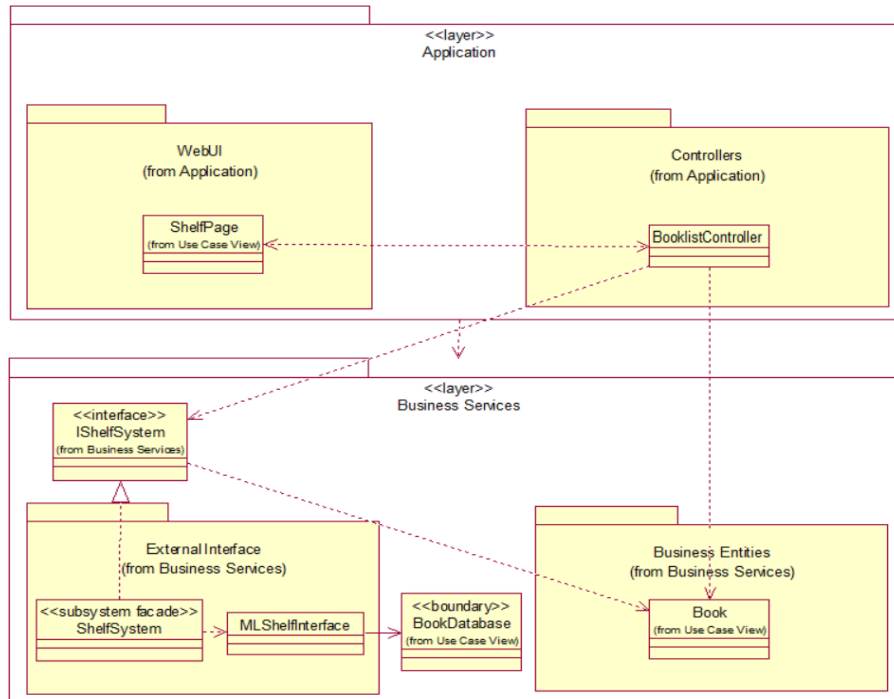 <<layer>>
Application
WebUI
(from Application)
Controllers
(from Application)
ShelfPage
(from Use Case View)
BooklistController
<<layer>>
Business Services
<<interface>>
IShelfSystem
(from Business Services)
External Interface
(from Business Services)
Business Entities
(from Business Services)
<<subsystem facade>>
ShelfSystem
MLShelfInterface
<<boundary>>
BookDatabase
(from Use Case View)
Book
(from Use Case View)